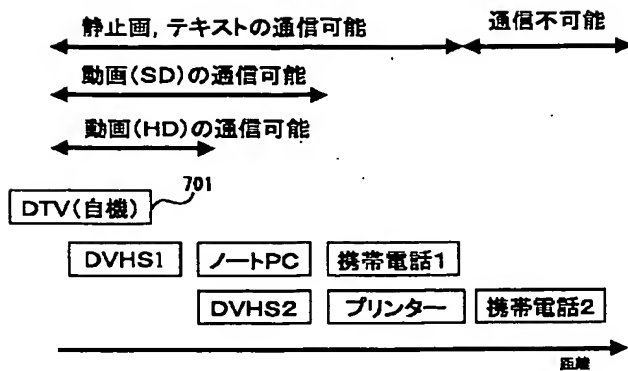 静止画,テキストの通信可能
通信不可能
動画(SD)の通信可能
動画(HD)の通信可能
701
DTV(自機)
DVHS1
ノートPC
携帯電話1
DVHS2
プリンター
携帯電話2
距離